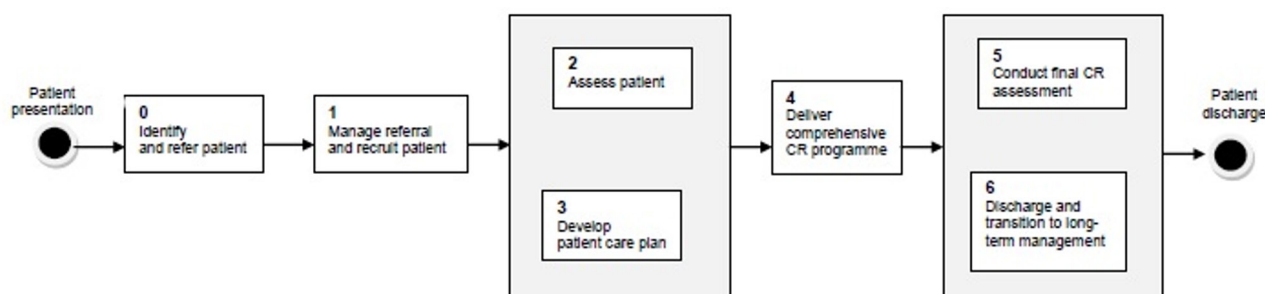 Patient
presentation
0
Identify
and refer patient
1
Manage referral
and recruit patient
2
Assess patient
3
Develop
patient care plan
4
Deliver
comprehensive
CR programme
5
Conduct final CR
assessment
6
Discharge and
transition to long-
term management
Patient
discharge